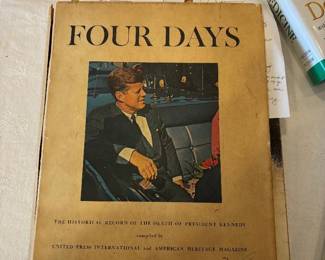 FOUR DAYS
THE HISTORICAL RECORD OF THE DEATH OF PRESIDENT KENNEDY
compiled by
UNITED PRESS INTERNATIONAL and AMERICAN HERITAGE MAGAZINE